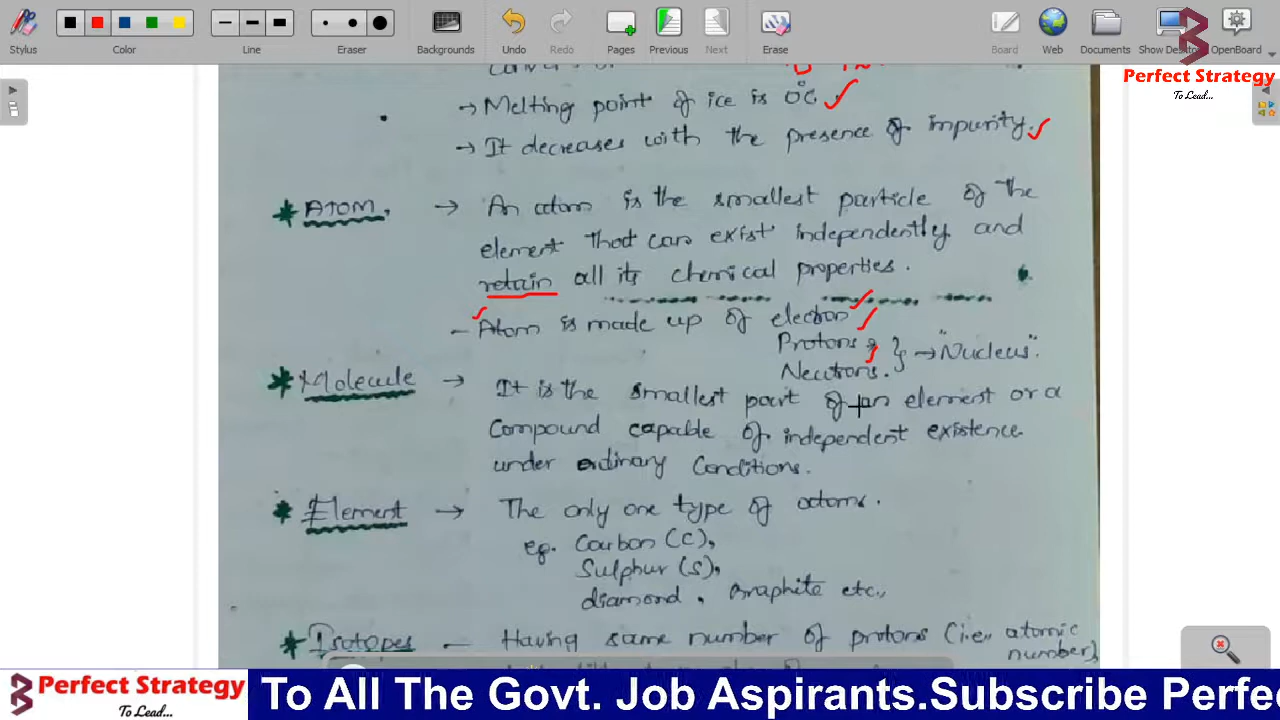 Stylus
Color
Line
Eraser
Backgrounds
Undo
Redo
Pages
Previous
Next
Erase
Board
Web
Documents
Show
OpenBoard
Perfect Strategy
To Lead...
→ Melting point of ice is 0°C.
→ It decreases with the presence of impurity.
* Atom, → An atom is the smallest particle of the
element that can exist independently and
retain all its chemical properties.
- Atom is made up of electron
Protons
Neutrons. } → "Nucleus".
* Molecule → It is the smallest part of an element or a
Compound capable of independent existence
under ordinary Conditions.
* Element → The only one type of atoms.
eg. Carbon (C),
Sulphur (S),
diamond, Graphite etc.,
* Isotopes - Having same number of protons (i.e., atomic
number),
Perfect Strategy
To Lead...
To All The Govt. Job Aspirants.Subscribe Perfe